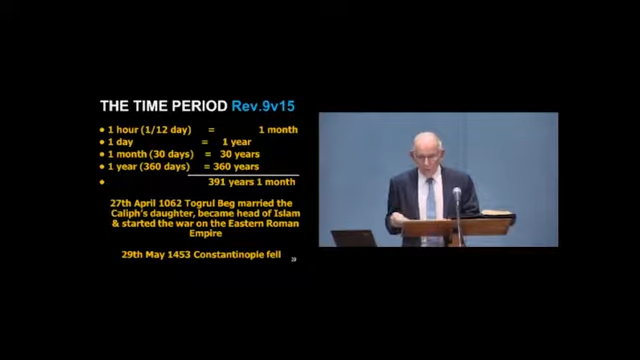 THE TIME PERIOD Rev.9v15
• 1 hour (1/12 day) = 1 month
• 1 day = 1 year
• 1 month (30 days) = 30 years
• 1 year (360 days) = 360 years
• 391 years 1 month
27th April 1062 Togrul Beg married the
Caliph's daughter, became head of Islam
& started the war on the Eastern Roman
Empire
29th May 1453 Constantinople fell